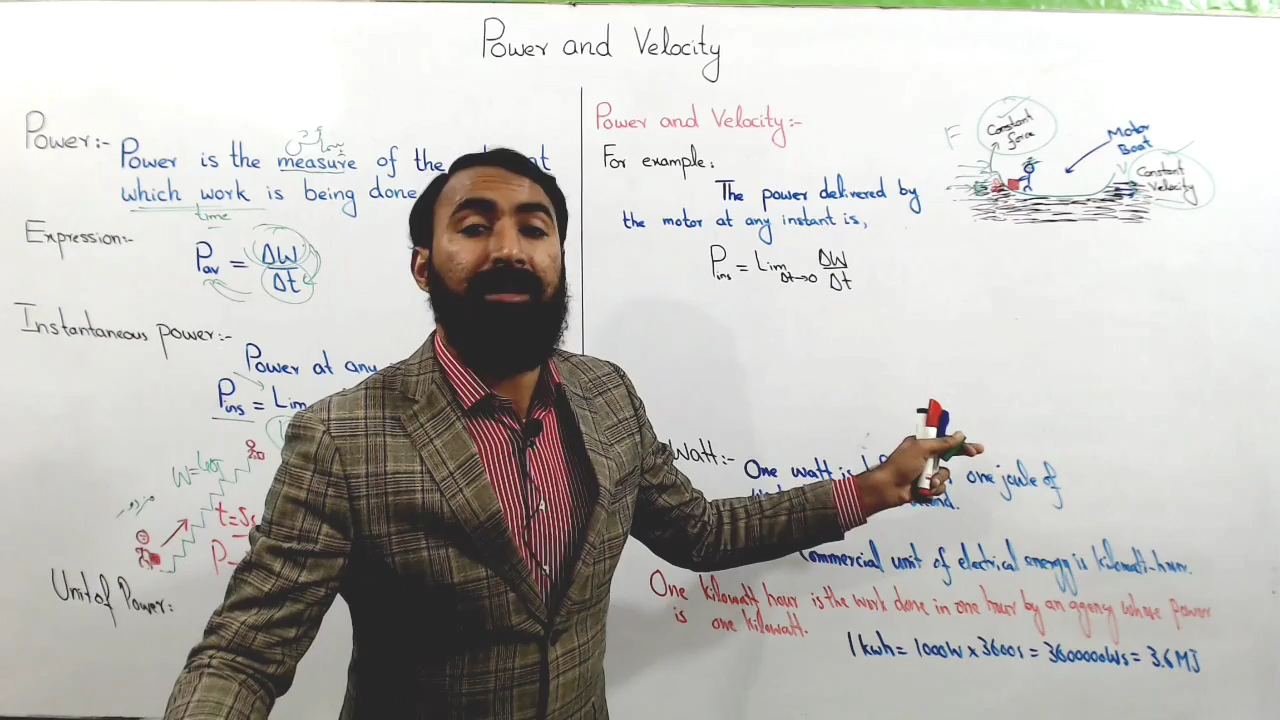 Power and Velocity
Power:-
پیمائش
Power is the measure of the
which work is being done
time
Expression:-
Pav = ΔW/Δt
Instantaneous power:-
Power at any
Pins = Lim
W=
t=5s
P=
Unit of Power:
Power and Velocity:-
For example:
The power delivered by
the motor at any instant is,
Pins = Lim Δt→0 ΔW/Δt
F
Constant
force
Motor
Boat
V
Constant
Velocity
Watt:-
One watt is one joule of
Commercial unit of electrical energy is kilowatt-hour.
One kilowatt hour is the work done in one hour by an agency whose power
is one kilowatt.
1 kwh = 1000W x 3600s = 3600000Ws = 3.6MJ